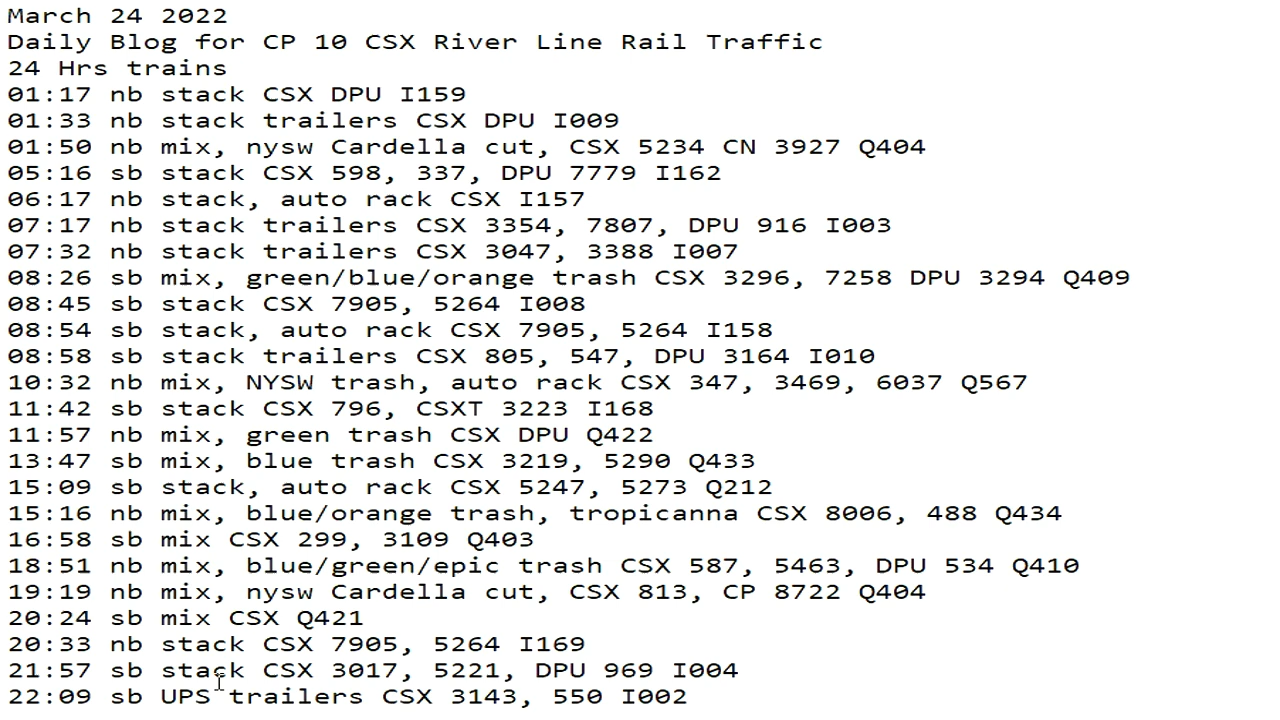 March 24 2022
Daily Blog for CP 10 CSX River Line Rail Traffic
24 Hrs trains
01:17 nb stack CSX DPU I159
01:33 nb stack trailers CSX DPU I009
01:50 nb mix, nysw Cardella cut, CSX 5234 CN 3927 Q404
05:16 sb stack CSX 598, 337, DPU 7779 I162
06:17 nb stack, auto rack CSX I157
07:17 nb stack trailers CSX 3354, 7807, DPU 916 I003
07:32 nb stack trailers CSX 3047, 3388 I007
08:26 sb mix, green/blue/orange trash CSX 3296, 7258 DPU 3294 Q409
08:45 sb stack CSX 7905, 5264 I008
08:54 sb stack, auto rack CSX 7905, 5264 I158
08:58 sb stack trailers CSX 805, 547, DPU 3164 I010
10:32 nb mix, NYSW trash, auto rack CSX 347, 3469, 6037 Q567
11:42 sb stack CSX 796, CSXT 3223 I168
11:57 nb mix, green trash CSX DPU Q422
13:47 sb mix, blue trash CSX 3219, 5290 Q433
15:09 sb stack, auto rack CSX 5247, 5273 Q212
15:16 nb mix, blue/orange trash, tropicanna CSX 8006, 488 Q434
16:58 sb mix CSX 299, 3109 Q403
18:51 nb mix, blue/green/epic trash CSX 587, 5463, DPU 534 Q410
19:19 nb mix, nysw Cardella cut, CSX 813, CP 8722 Q404
20:24 sb mix CSX Q421
20:33 nb stack CSX 7905, 5264 I169
21:57 sb stack CSX 3017, 5221, DPU 969 I004
22:09 sb UPS trailers CSX 3143, 550 I002